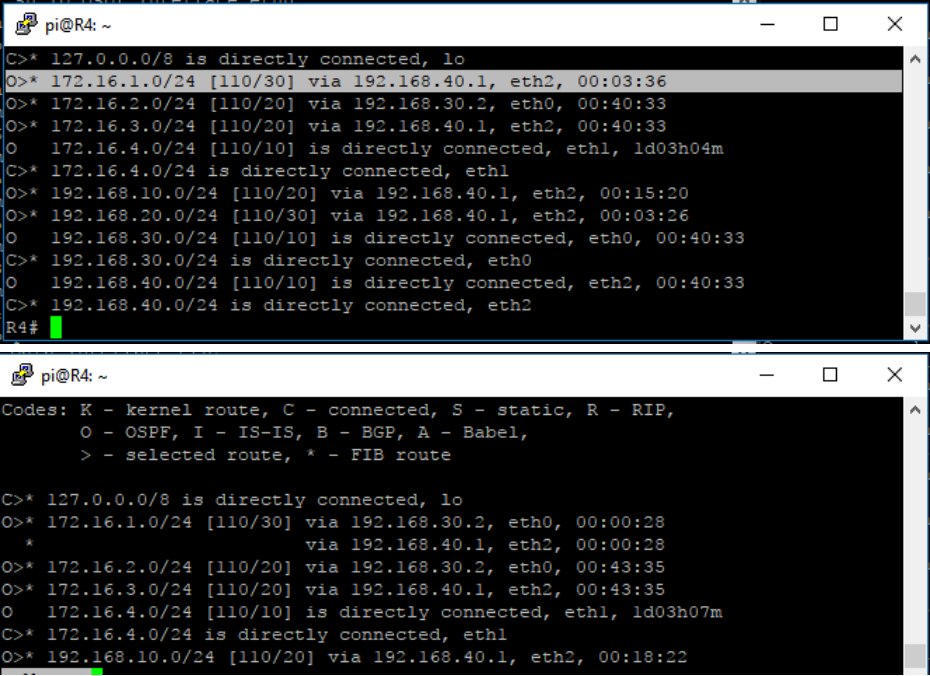 pi@R4: ~
C>* 127.0.0.0/8 is directly connected, lo
O>* 172.16.1.0/24 [110/30] via 192.168.40.1, eth2, 00:03:36
O>* 172.16.2.0/24 [110/20] via 192.168.30.2, eth0, 00:40:33
O>* 172.16.3.0/24 [110/20] via 192.168.40.1, eth2, 00:40:33
O   172.16.4.0/24 [110/10] is directly connected, eth1, 1d03h04m
C>* 172.16.4.0/24 is directly connected, eth1
O>* 192.168.10.0/24 [110/20] via 192.168.40.1, eth2, 00:15:20
O>* 192.168.20.0/24 [110/30] via 192.168.40.1, eth2, 00:03:26
O   192.168.30.0/24 [110/10] is directly connected, eth0, 00:40:33
C>* 192.168.30.0/24 is directly connected, eth0
O   192.168.40.0/24 [110/10] is directly connected, eth2, 00:40:33
C>* 192.168.40.0/24 is directly connected, eth2
R4#
pi@R4: ~
Codes: K - kernel route, C - connected, S - static, R - RIP,
       O - OSPF, I - IS-IS, B - BGP, A - Babel,
       > - selected route, * - FIB route
C>* 127.0.0.0/8 is directly connected, lo
O>* 172.16.1.0/24 [110/30] via 192.168.30.2, eth0, 00:00:28
  *                        via 192.168.40.1, eth2, 00:00:28
O>* 172.16.2.0/24 [110/20] via 192.168.30.2, eth0, 00:43:35
O>* 172.16.3.0/24 [110/20] via 192.168.40.1, eth2, 00:43:35
O   172.16.4.0/24 [110/10] is directly connected, eth1, 1d03h07m
C>* 172.16.4.0/24 is directly connected, eth1
O>* 192.168.10.0/24 [110/20] via 192.168.40.1, eth2, 00:18:22